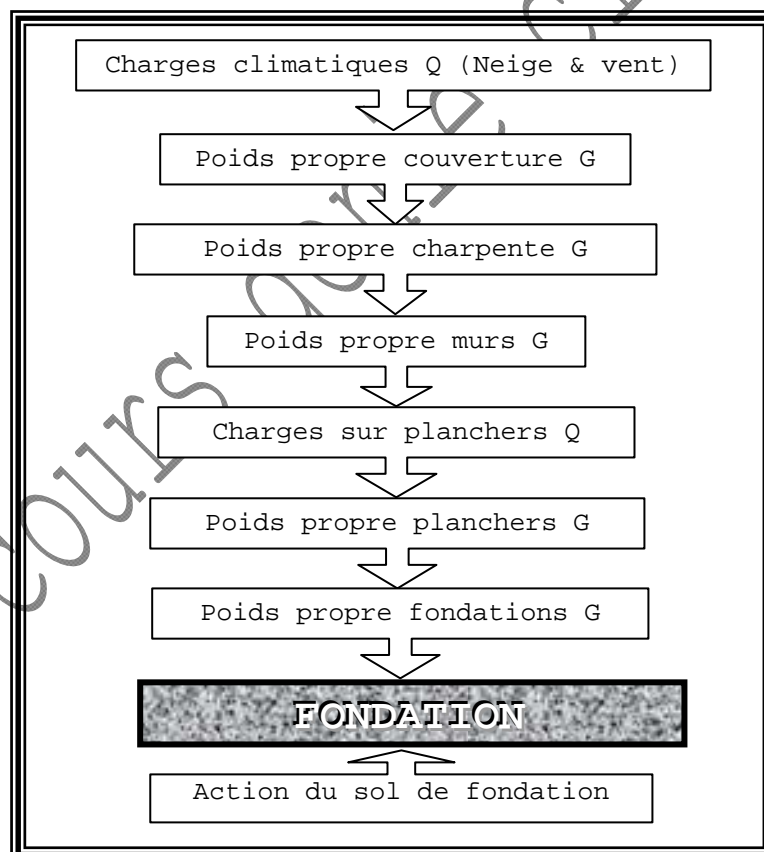 Charges climatiques Q (Neige & vent)
Poids propre couverture G
Poids propre charpente G
Poids propre murs G
Charges sur planchers Q
Poids propre planchers G
Poids propre fondations G
FONDATION
Action du sol de fondation
cours